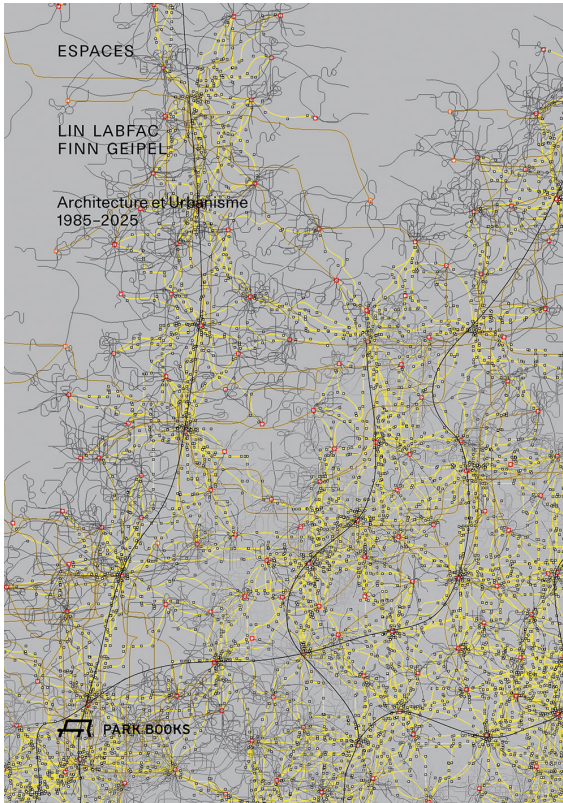 ESPACES
LIN LABFAC
FINN GEIPEL
Architecture et Urbanisme
1985–2025
PARK BOOKS